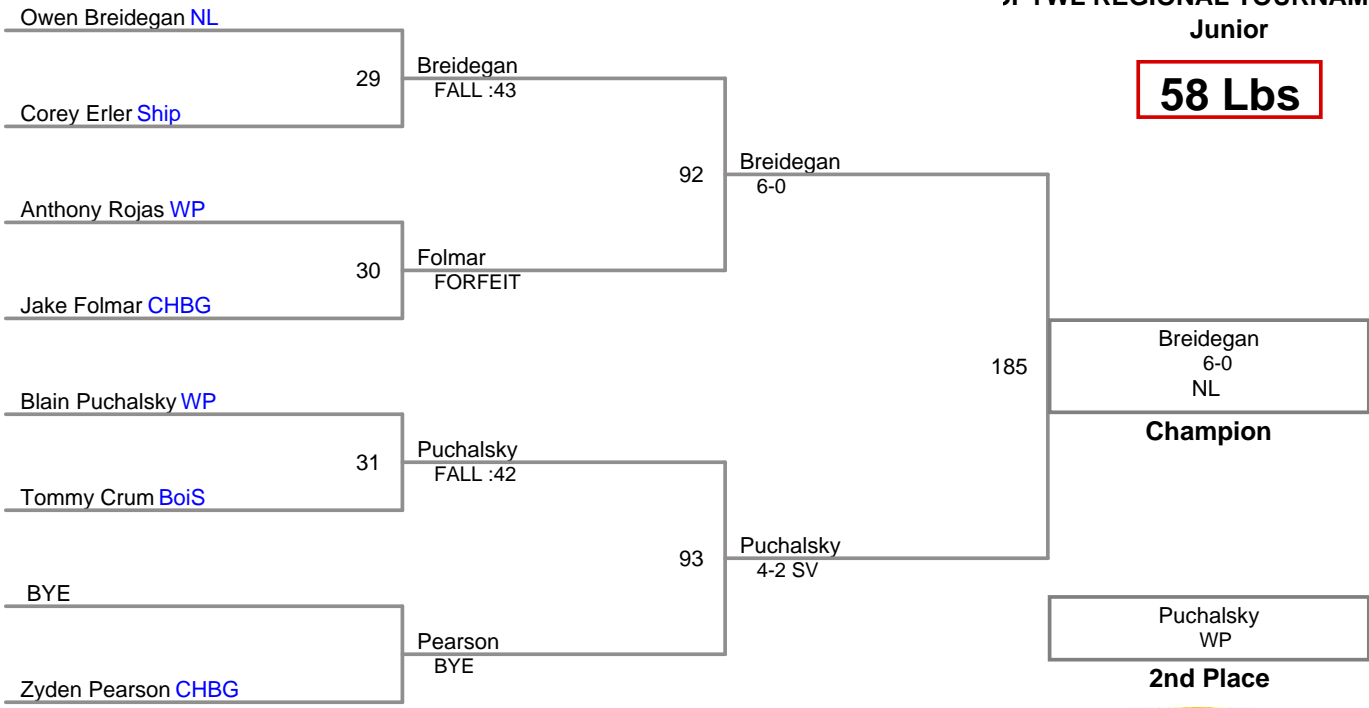 TWL REGIONAL
Junior
58 Lbs
Owen Breidegan NL
29
Breidegan
FALL :43
Corey Erler Ship
92
Breidegan
6-0
Anthony Rojas WP
30
Folmar
FORFEIT
Jake Folmar CHBG
185
Breidegan
6-0
NL
Champion
Blain Puchalsky WP
31
Puchalsky
FALL :42
Tommy Crum BoiS
93
Puchalsky
4-2 SV
BYE
Pearson
BYE
Zyden Pearson CHBG
Puchalsky
WP
2nd Place